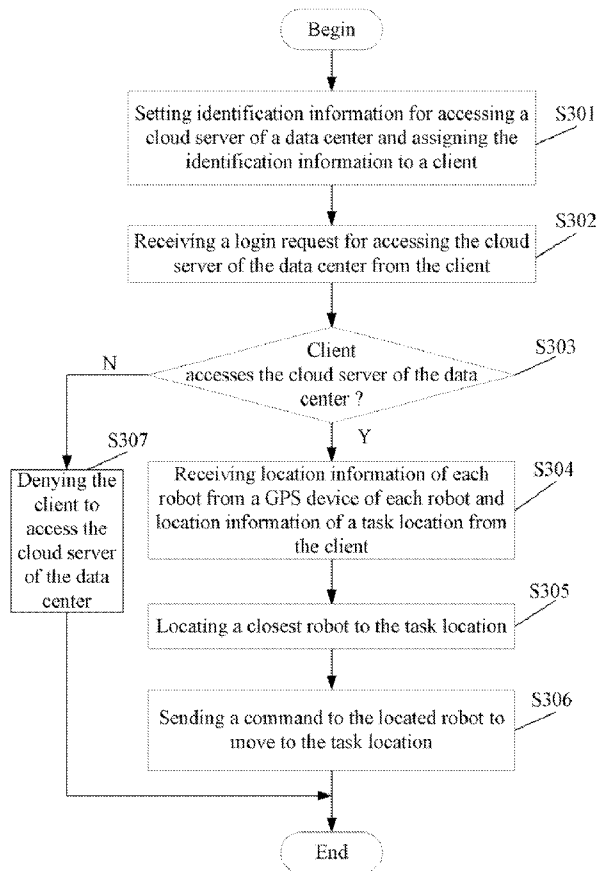 Begin
Setting identification information for accessing a
cloud server of a data center and assigning the
identification information to a client
S301
Receiving a login request for accessing the cloud
server of the data center from the client
S302
Client
accesses the cloud server of the data
center ?
S303
N
Y
S307
Denying the
client to
access the
cloud server
of the data
center
Receiving location information of each
robot from a GPS device of each robot and
location information of a task location from
the client
S304
Locating a closest robot to the task location
S305
Sending a command to the located robot to
move to the task location
S306
End